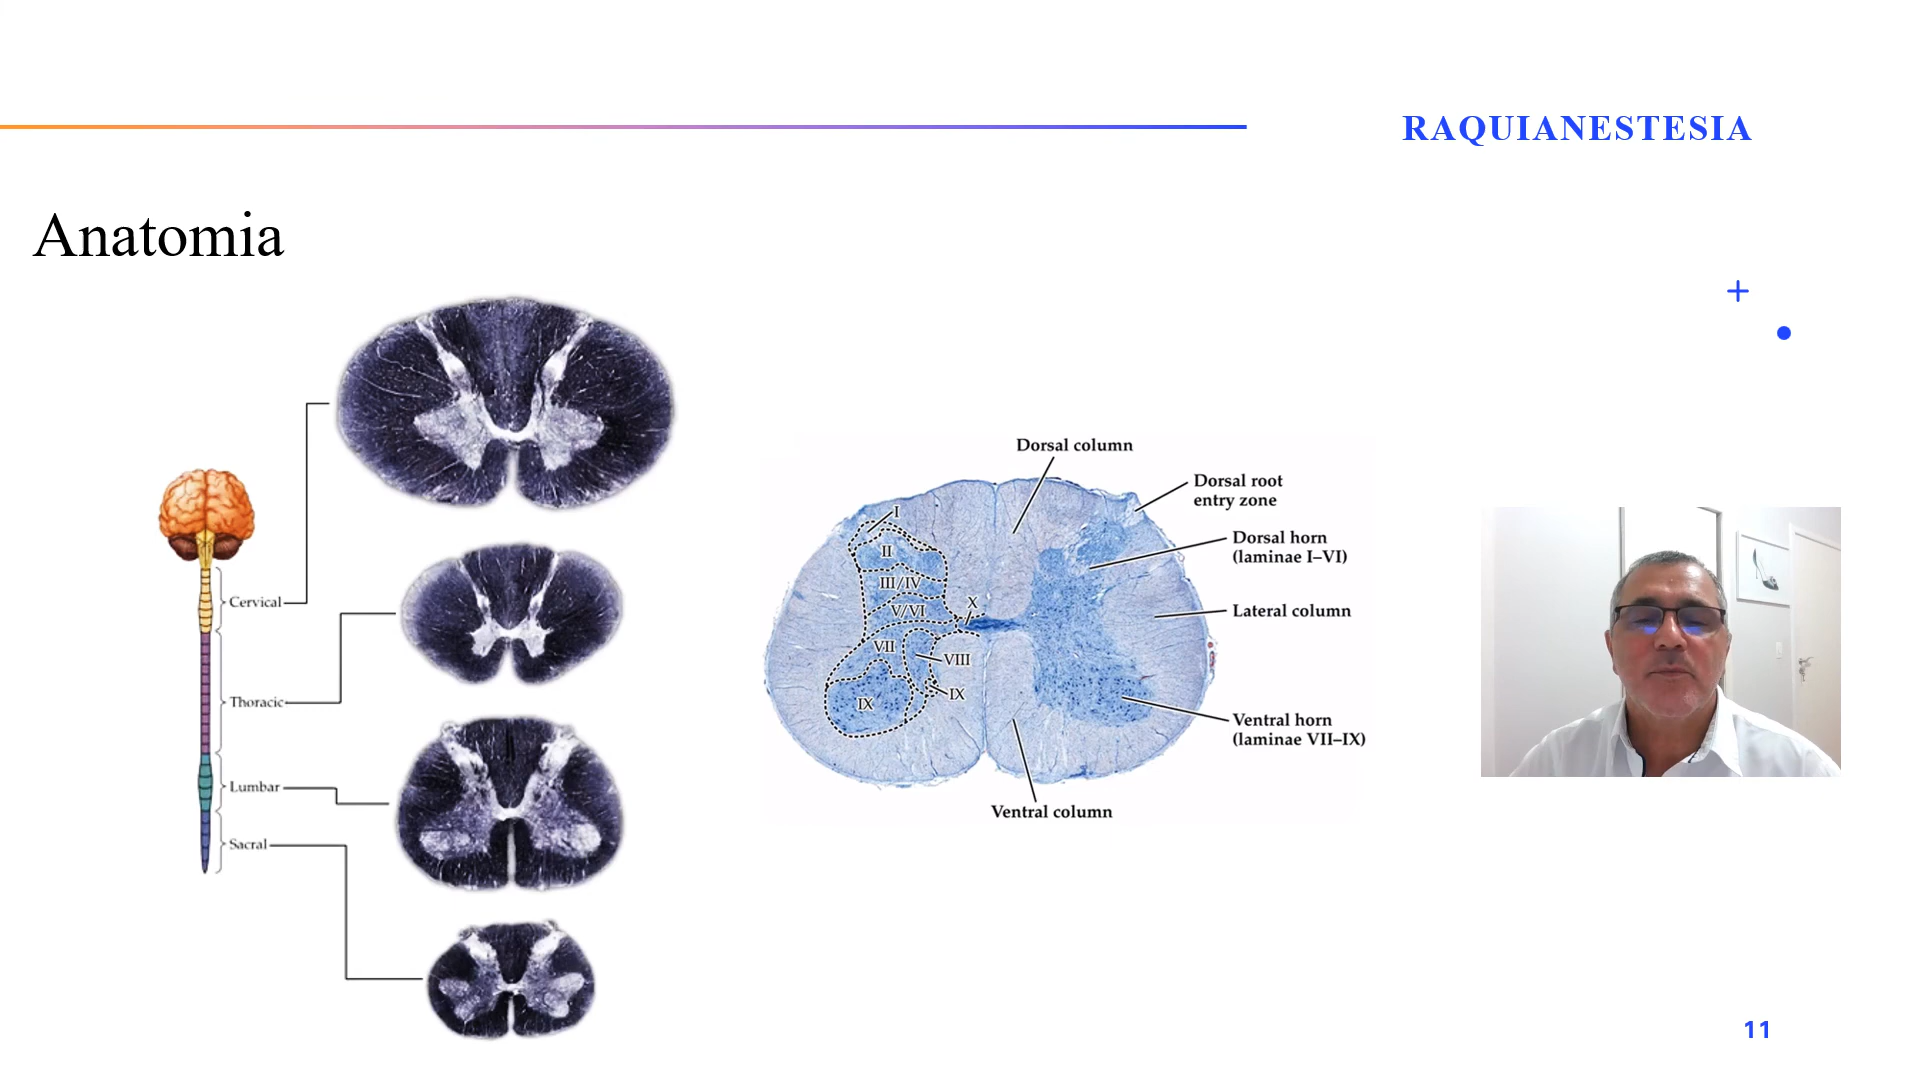 RAQUIANESTESIA
Anatomia
Cervical
Thoracic
Lumbar
Sacral
Dorsal column
Dorsal root
entry zone
Dorsal horn
(laminae I–VI)
Lateral column
Ventral horn
(laminae VII–IX)
Ventral column
I
II
III/IV
V/VI
X
VII
VIII
IX
IX
11